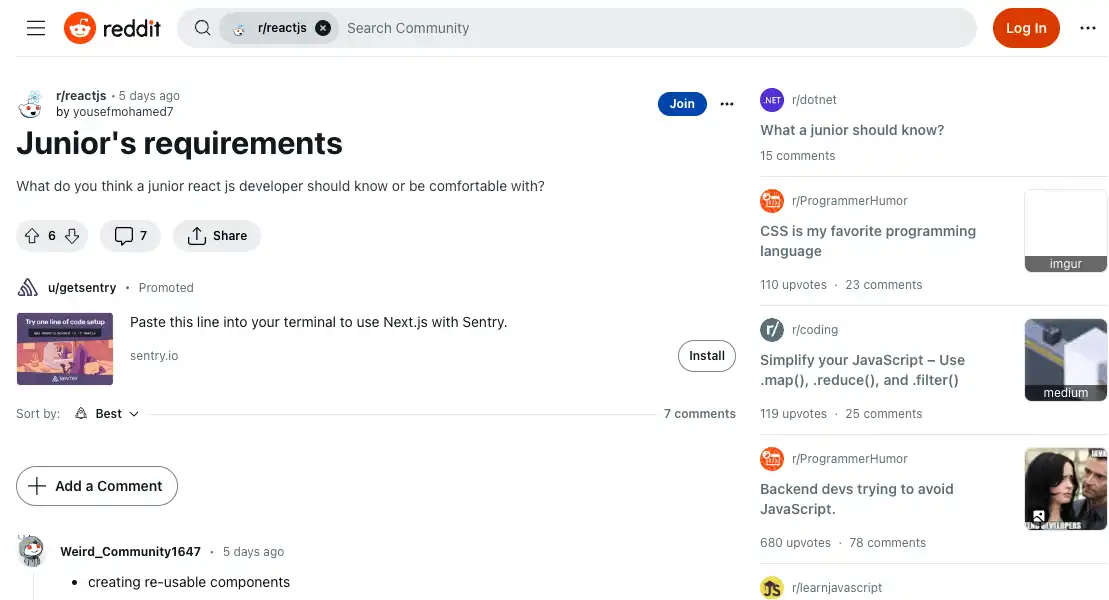 reddit
r/reactjs
Search Community
Log In
r/reactjs • 5 days ago
by yousefmohamed7
Join
Junior's requirements
What do you think a junior react js developer should know or be comfortable with?
6
7
Share
u/getsentry • Promoted
Try one line of code setup
SENTRY
Paste this line into your terminal to use Next.js with Sentry.
sentry.io
Install
Sort by: Best
7 comments
Add a Comment
Weird_Community1647 · 5 days ago
• creating re-usable components
.NET
r/dotnet
What a junior should know?
15 comments
r/ProgrammerHumor
CSS is my favorite programming
language
imgur
110 upvotes · 23 comments
r/
r/coding
Simplify your JavaScript – Use
.map(), .reduce(), and .filter()
medium
119 upvotes · 25 comments
r/ProgrammerHumor
Backend devs trying to avoid
JavaScript.
680 upvotes · 78 comments
JS
r/learnjavascript